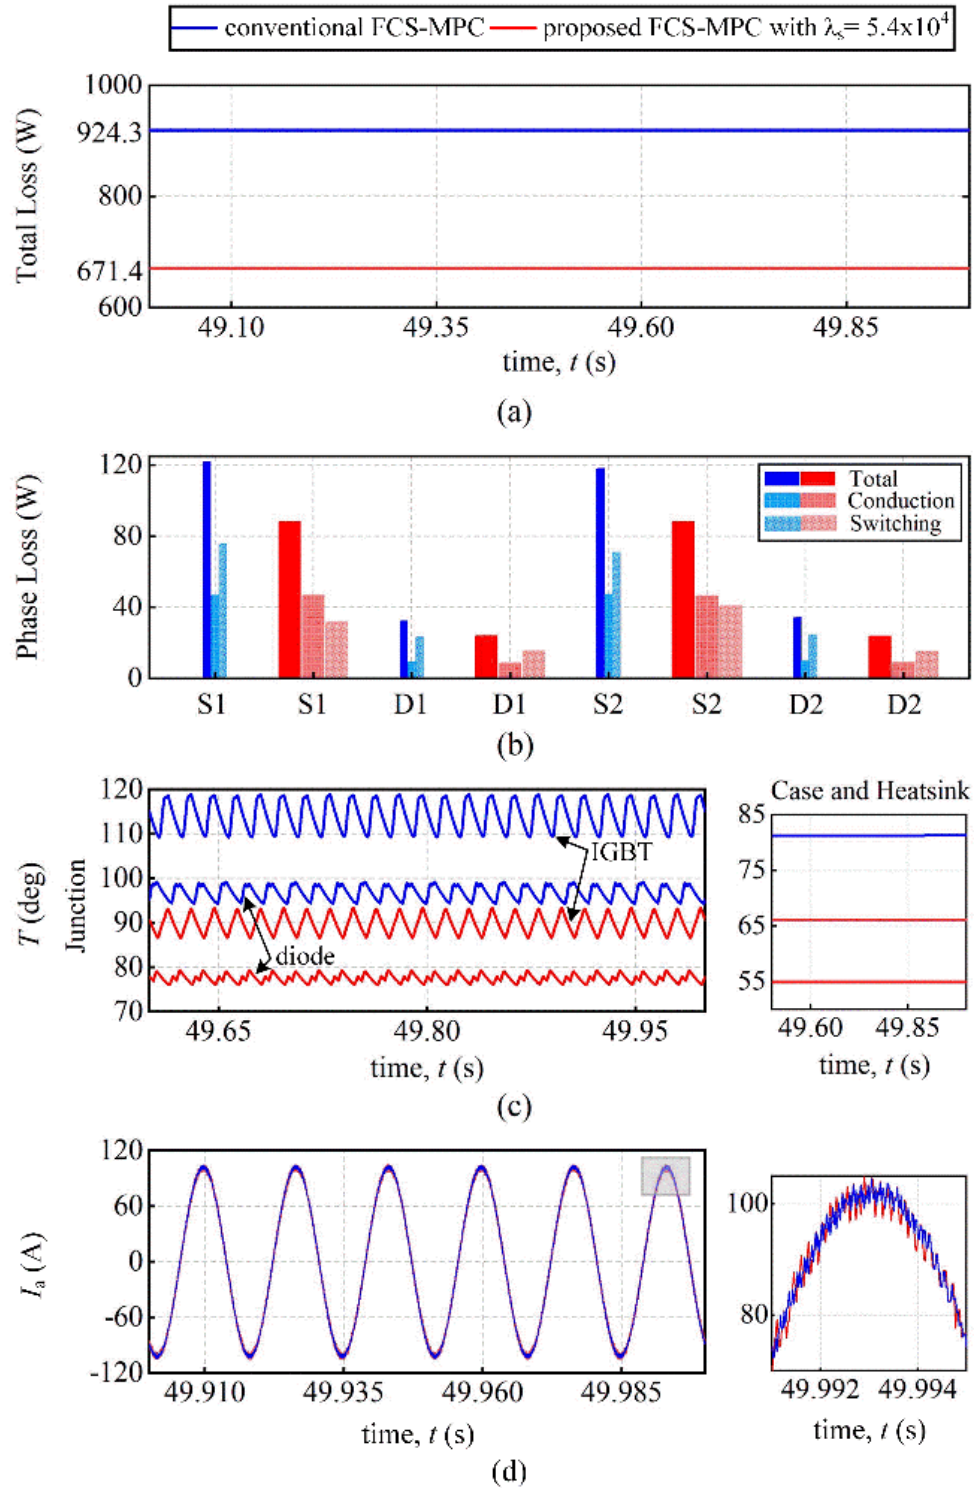 conventional FCS-MPC proposed FCS-MPC with λs= 5.4x10⁴
Total Loss (W)
1000
924.3
800
671.4
600
49.10 49.35 49.60 49.85
time, t (s)
(a)
Phase Loss (W)
120
80
40
0
Total
Conduction
Switching
S1 S1 D1 D1 S2 S2 D2 D2
(b)
T (deg)
Junction
120
110
100
90
80
70
IGBT
diode
49.65 49.80 49.95
time, t (s)
Case and Heatsink
85
75
65
55
49.60 49.85
time, t (s)
(c)
Ia (A)
120
60
0
-60
-120
49.910 49.935 49.960 49.985
time, t (s)
100
80
49.992 49.994
time, t (s)
(d)